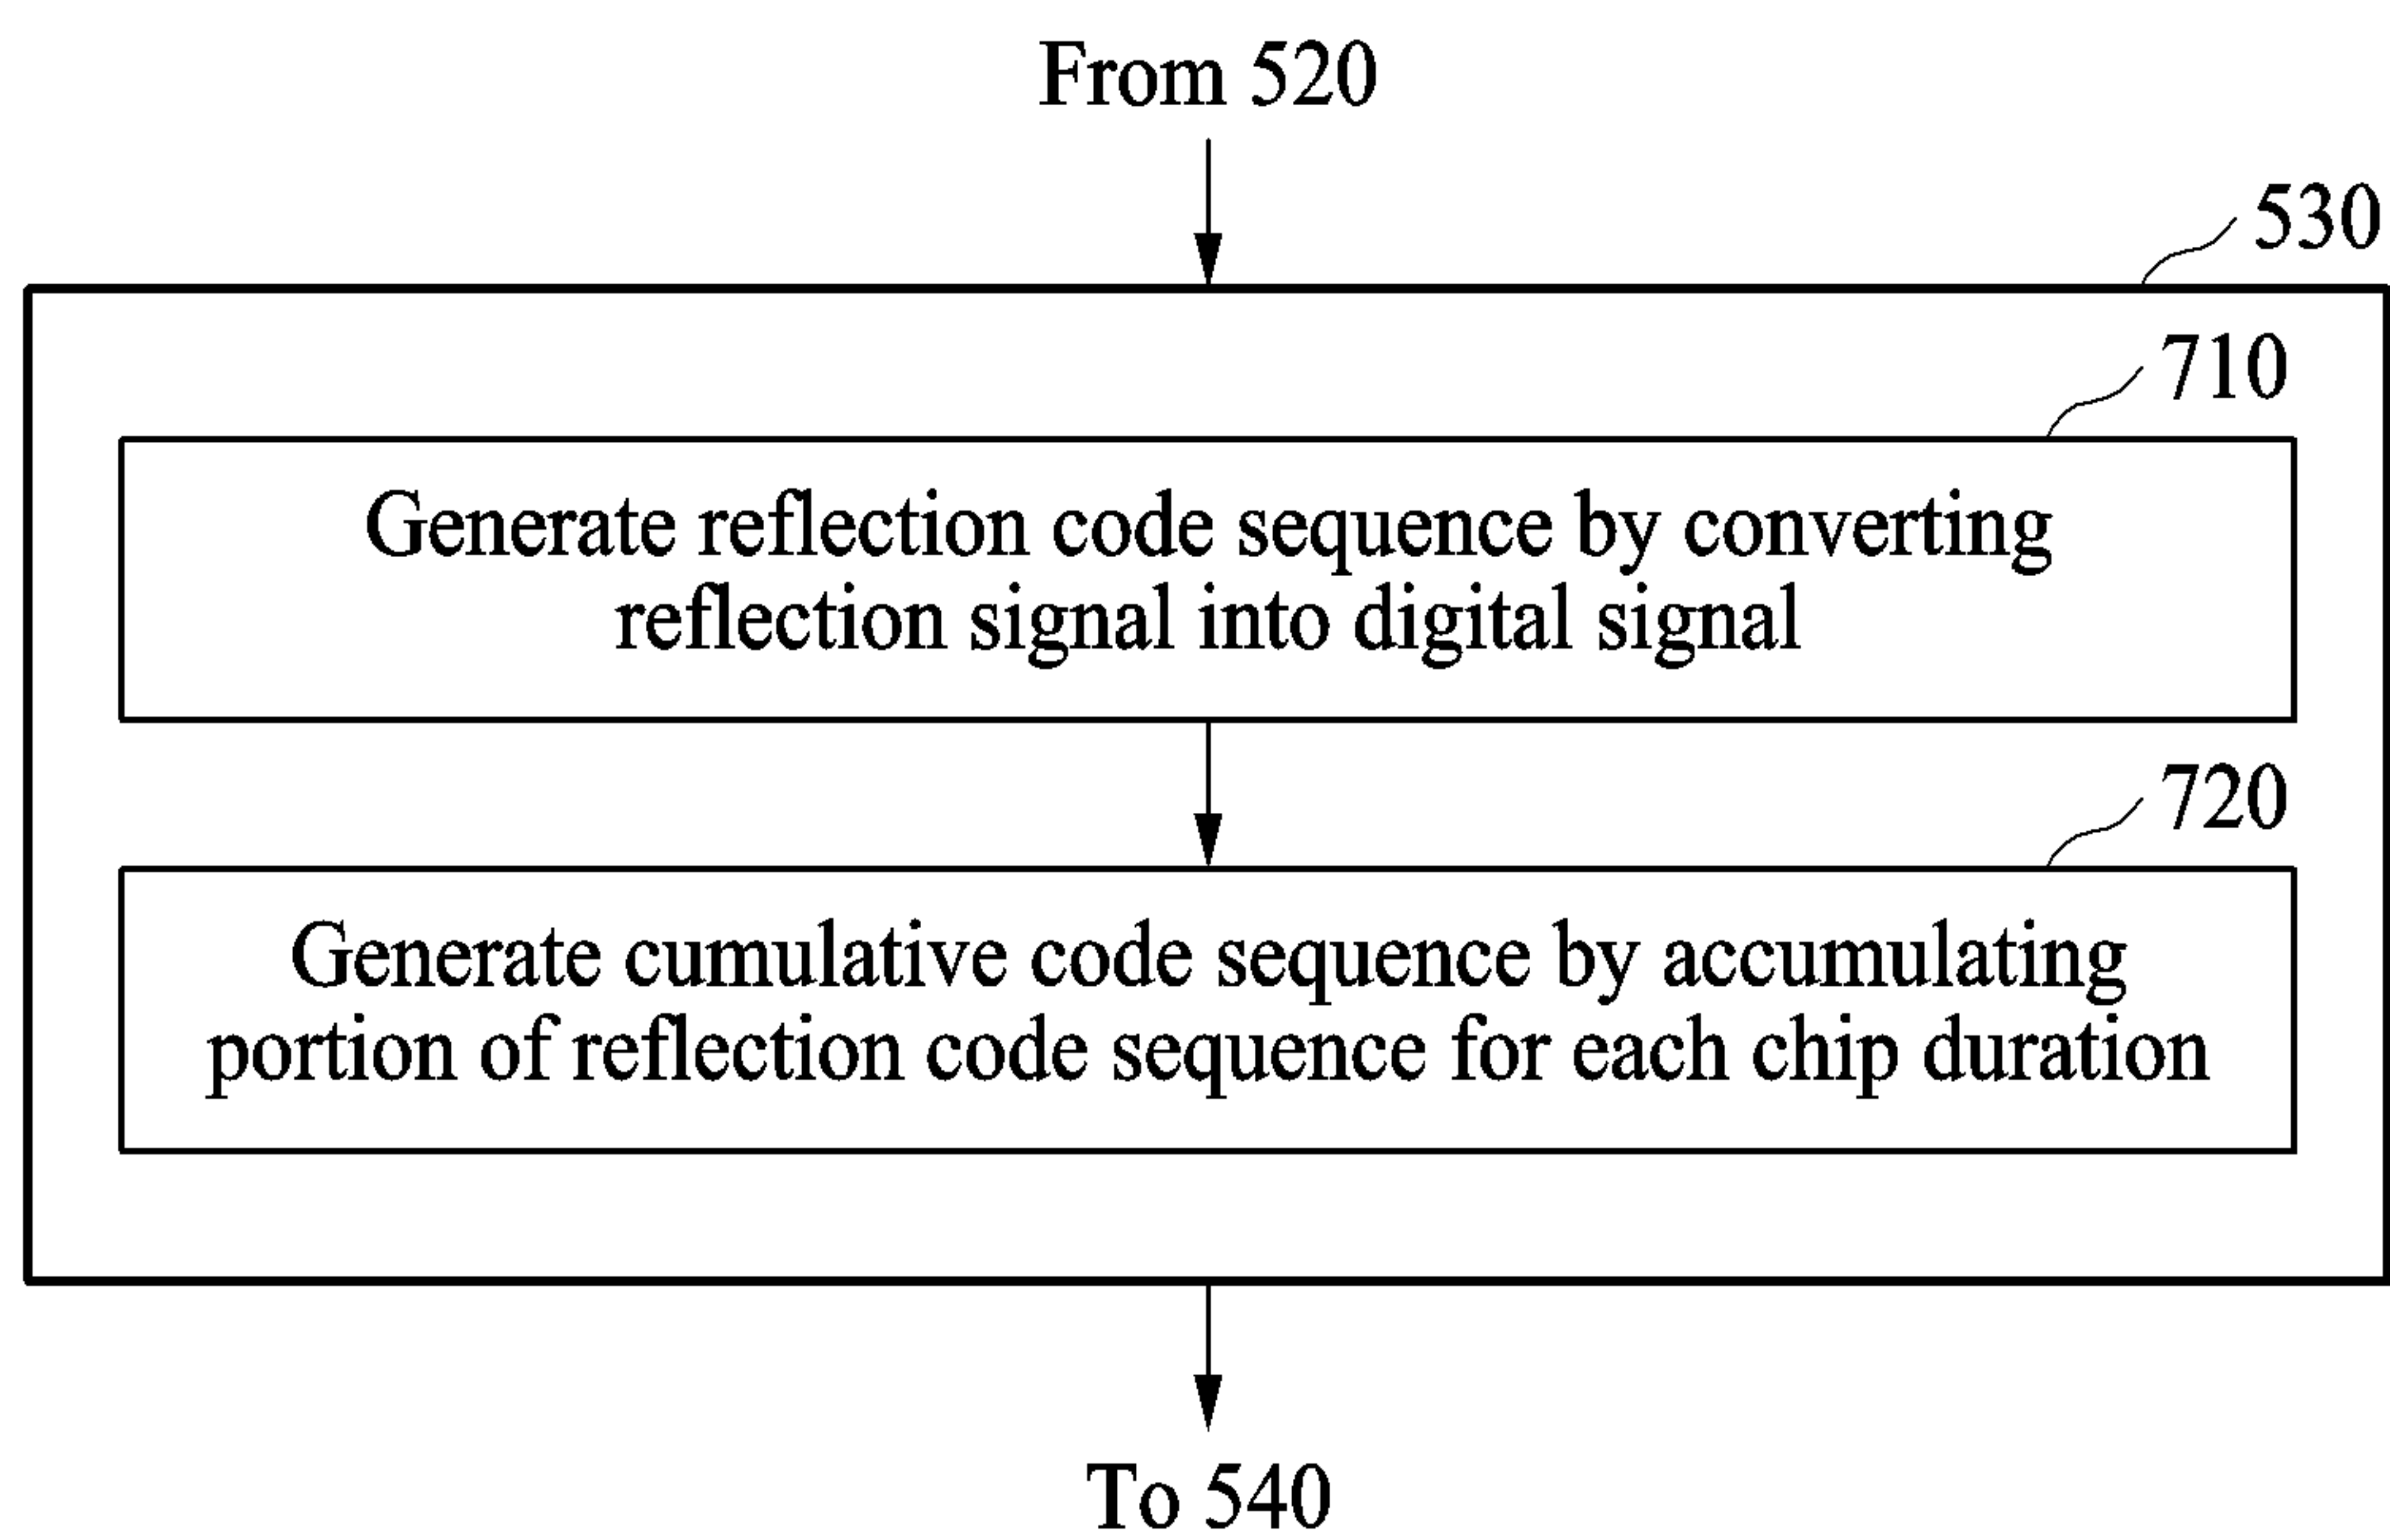 From 520
530
710
Generate reflection code sequence by converting
reflection signal into digital signal
720
Generate cumulative code sequence by accumulating
portion of reflection code sequence for each chip duration
To 540